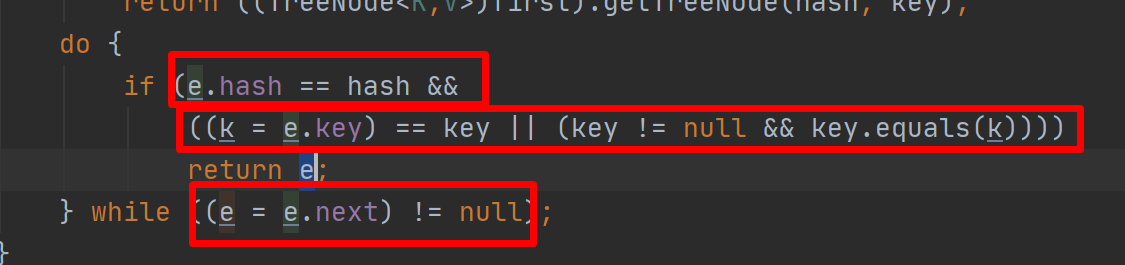 return ((TreeNode<K,V>)first).getTreeNode(hash, key);
do {
if (e.hash == hash &&
((k = e.key) == key || (key != null && key.equals(k))))
return e;
} while ((e = e.next) != null);
}